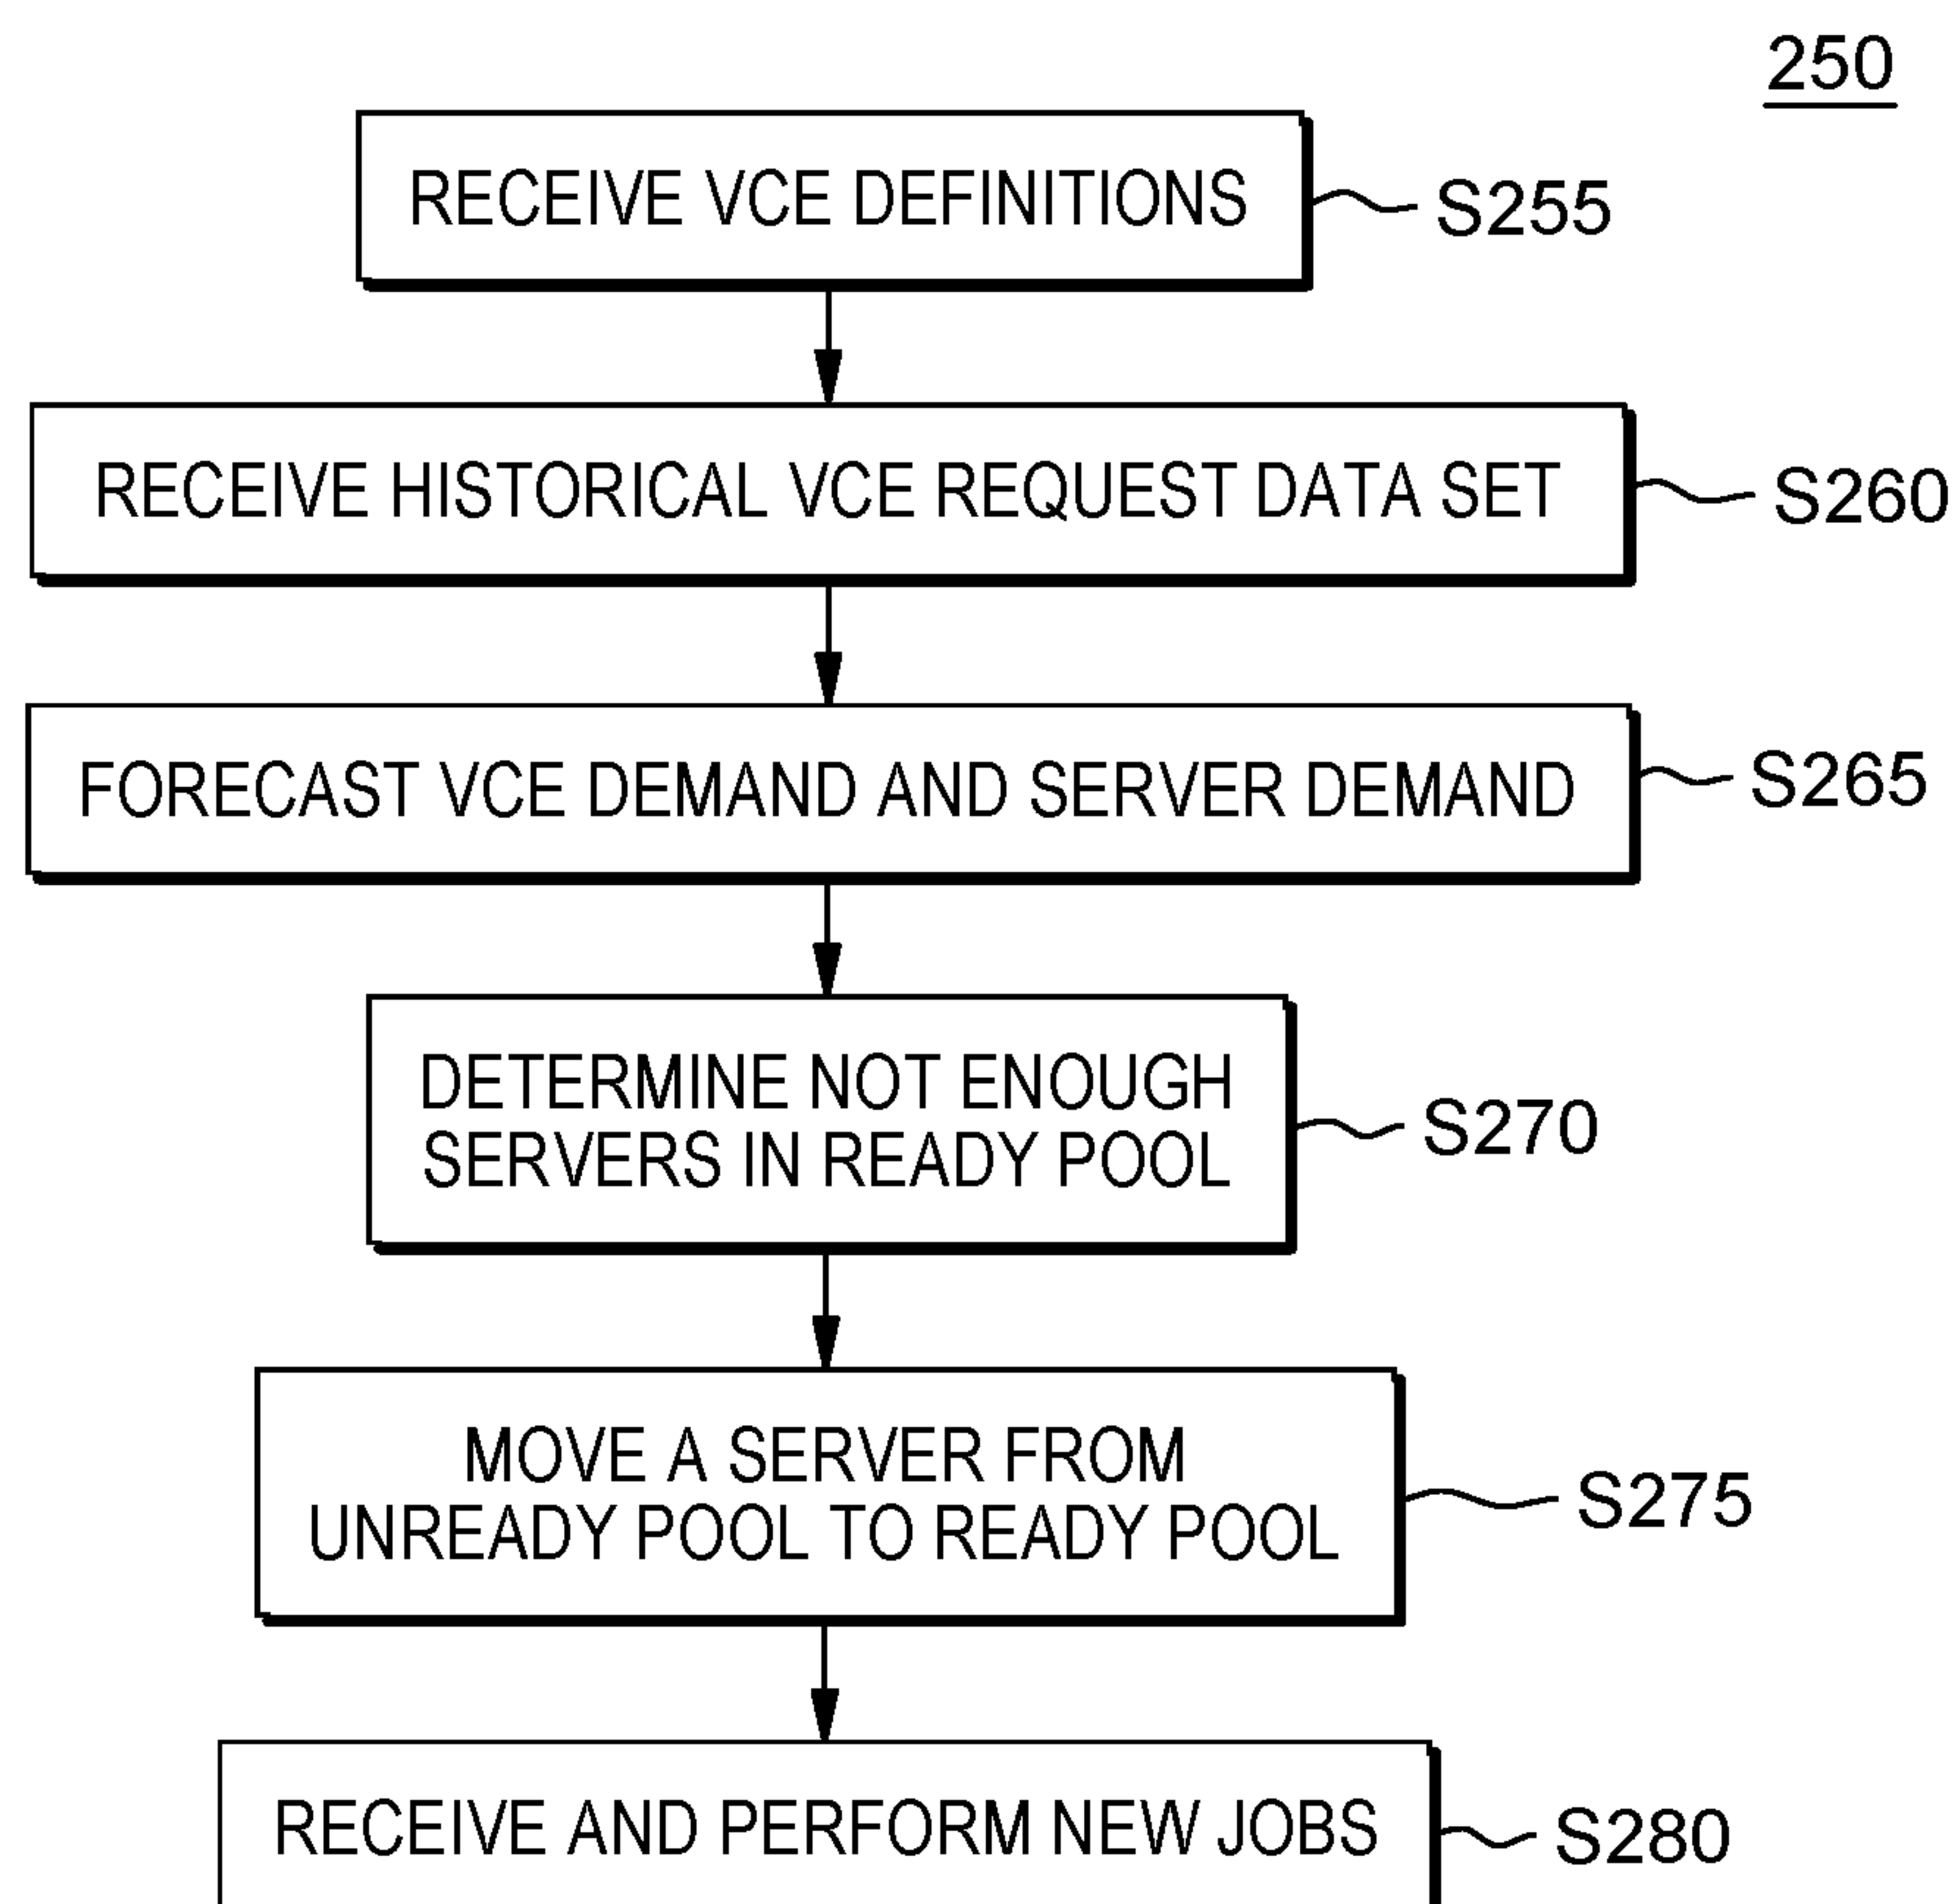 250
RECEIVE VCE DEFINITIONS
S255
RECEIVE HISTORICAL VCE REQUEST DATA SET
S260
FORECAST VCE DEMAND AND SERVER DEMAND
S265
DETERMINE NOT ENOUGH
SERVERS IN READY POOL
S270
MOVE A SERVER FROM
UNREADY POOL TO READY POOL
S275
RECEIVE AND PERFORM NEW JOBS
S280